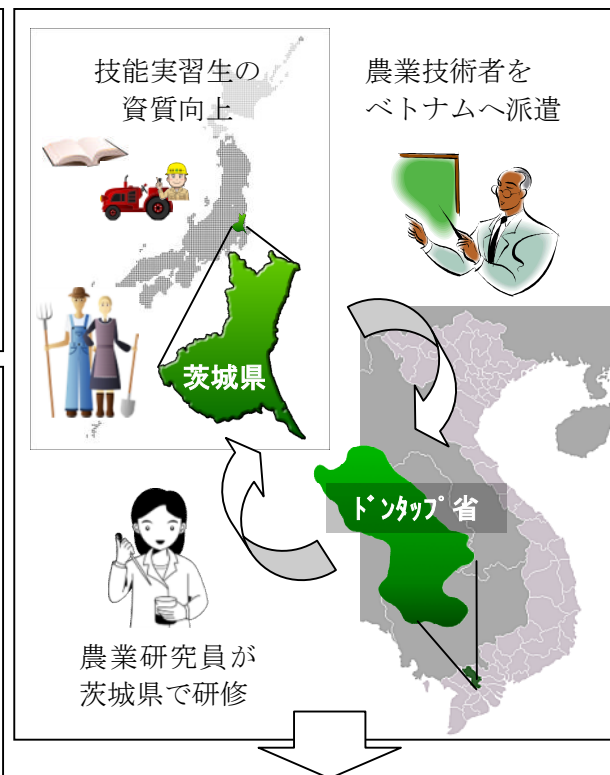 技能実習生の
資質向上
農業技術者を
ベトナムへ派遣
茨城県
ﾄﾞﾝﾀｯﾌﾟ省
農業研究員が
茨城県で研修